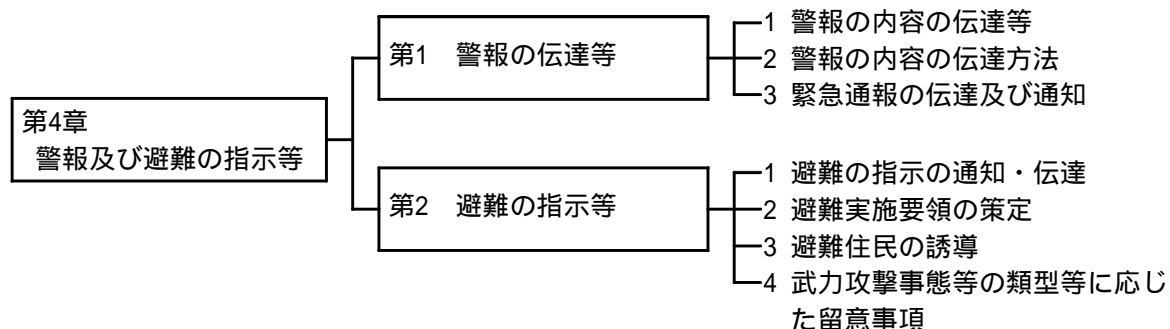 第4章
警報及び避難の指示等
第1 警報の伝達等
1 警報の内容の伝達等
2 警報の内容の伝達方法
3 緊急通報の伝達及び通知
第2 避難の指示等
1 避難の指示の通知・伝達
2 避難実施要領の策定
3 避難住民の誘導
4 武力攻撃事態等の類型等に応じ
た留意事項